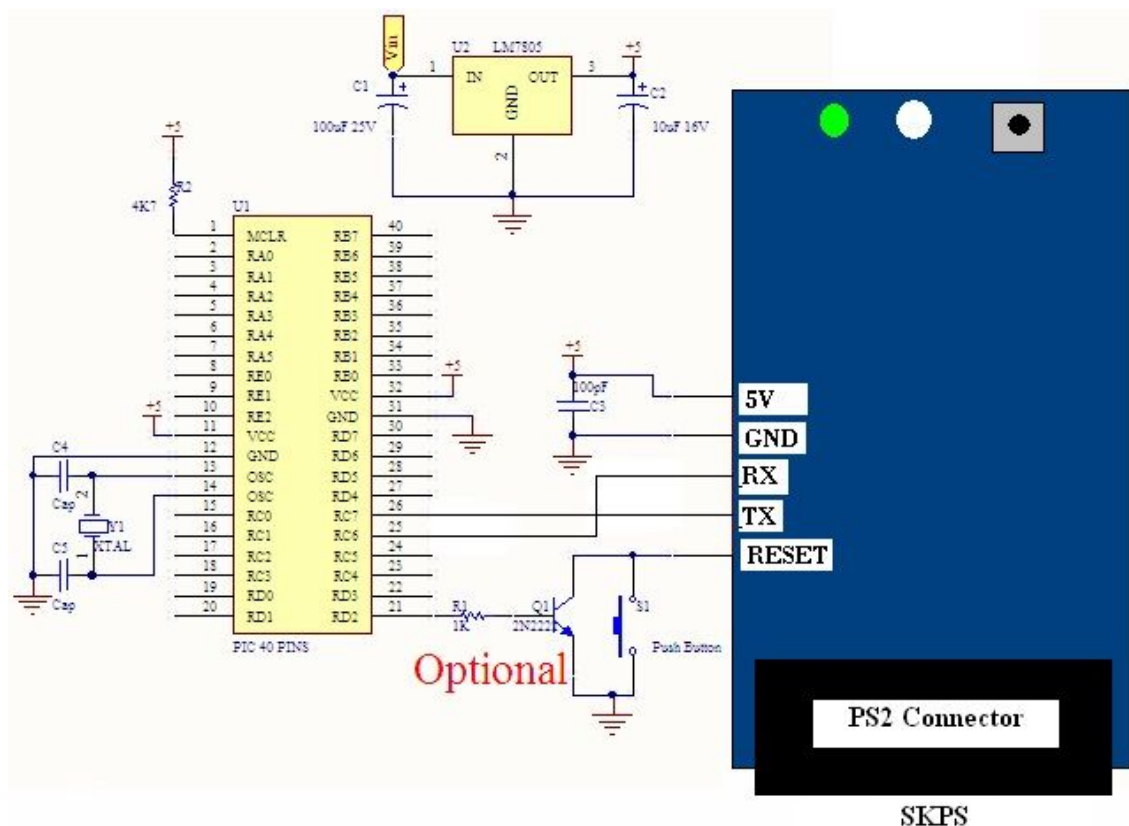 Vin
U2 LM7805
1 IN OUT 3
GND
2
+5
C1
100uF 25V
C2
10uF 16V
+5
R2
4K7
U1
1 MCLR RB7 40
2 RA0 RB6 39
3 RA1 RB5 38
4 RA2 RB4 37
5 RA3 RB3 36
6 RA4 RB2 35
7 RA5 RB1 34
8 RE0 RB0 33
9 RE1 VCC 32
10 RE2 GND 31
11 VCC RD7 30
12 GND RD6 29
13 OSC RD5 28
14 OSC RD4 27
15 RC0 RC7 26
16 RC1 RC6 25
17 RC2 RC5 24
18 RC3 RC4 23
19 RD0 RD3 22
20 RD1 RD2 21
PIC 40 PINS
+5
+5
C4
Cap
2
Y1
XTAL
1
C5
Cap
+5
100pF
C3
5V
GND
RX
TX
RESET
R1
1K
Q1
2N222
S1
Push Button
Optional
PS2 Connector
SKPS